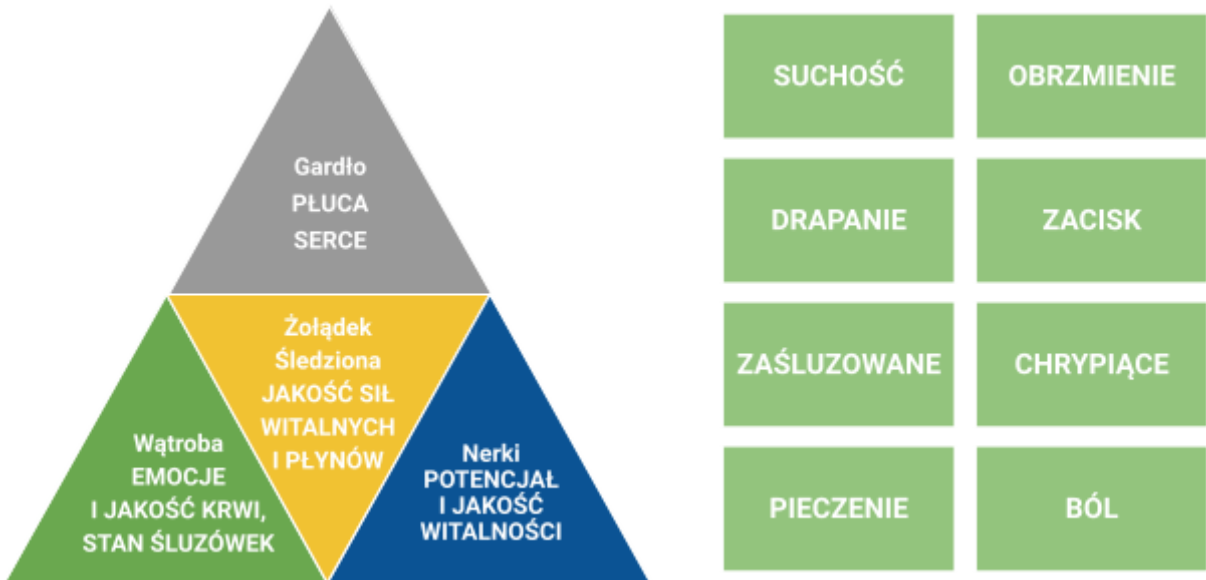 Gardło
PŁUCA
SERCE
Żołądek
Śledziona
JAKOŚĆ SIŁ
WITALNYCH
I PŁYNÓW
Wątroba
EMOCJE
I JAKOŚĆ KRWI,
STAN ŚLUZÓWEK
Nerki
POTENCJAŁ
I JAKOŚĆ
WITALNOŚCI
SUCHOŚĆ
OBRZMIENIE
DRAPANIE
ZACISK
ZAŚLUZOWANE
CHRYPIĄCE
PIECZENIE
BÓL